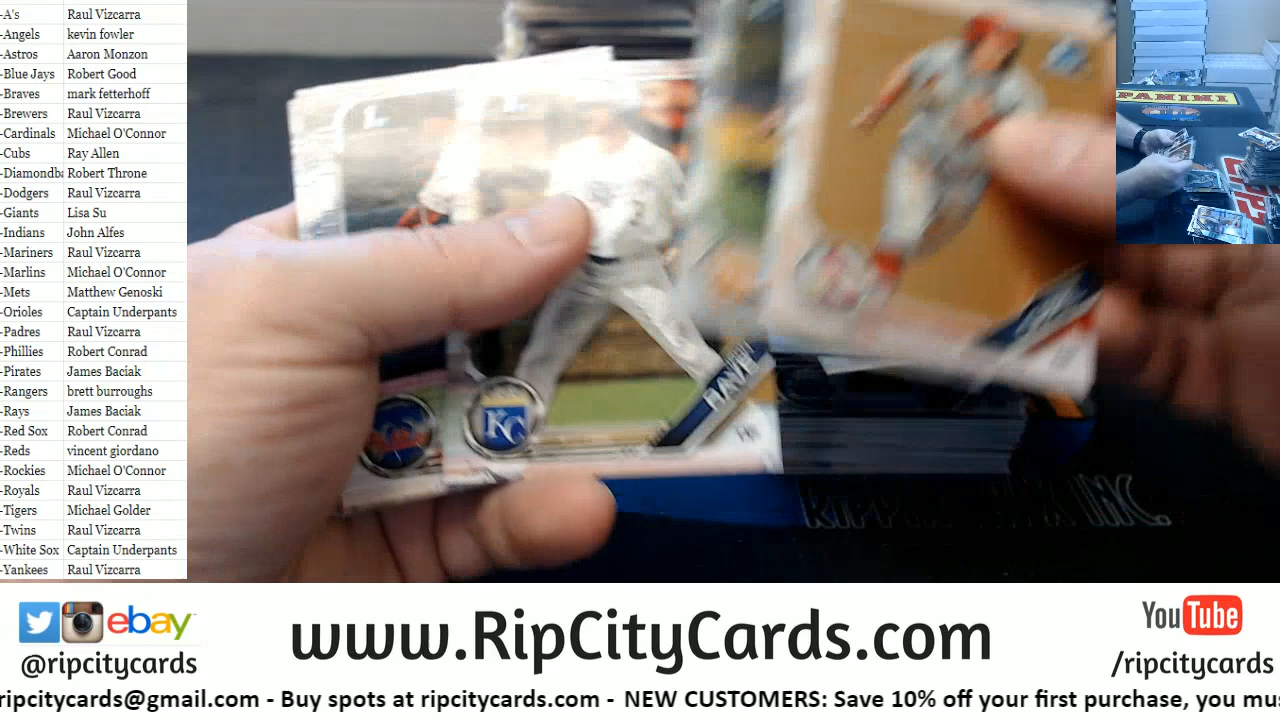 -A's Raul Vizcarra
-Angels kevin fowler
-Astros Aaron Monzon
-Blue Jays Robert Good
-Braves mark fetterhoff
-Brewers Raul Vizcarra
-Cardinals Michael O'Connor
-Cubs Ray Allen
-Diamondba Robert Throne
-Dodgers Raul Vizcarra
-Giants Lisa Su
-Indians John Alfes
-Mariners Raul Vizcarra
-Marlins Michael O'Connor
-Mets Matthew Genoski
-Orioles Captain Underpants
-Padres Raul Vizcarra
-Phillies Robert Conrad
-Pirates James Baciak
-Rangers brett burroughs
-Rays James Baciak
-Red Sox Robert Conrad
-Reds vincent giordano
-Rockies Michael O'Connor
-Royals Raul Vizcarra
-Tigers Michael Golder
-Twins Raul Vizcarra
-White Sox Captain Underpants
-Yankees Raul Vizcarra
PANINI
KC
INC.
ebay
@ripcitycards
www.RipCityCards.com
YouTube
/ripcitycards
ripcitycards@gmail.com - Buy spots at ripcitycards.com - NEW CUSTOMERS: Save 10% off your first purchase, you mus